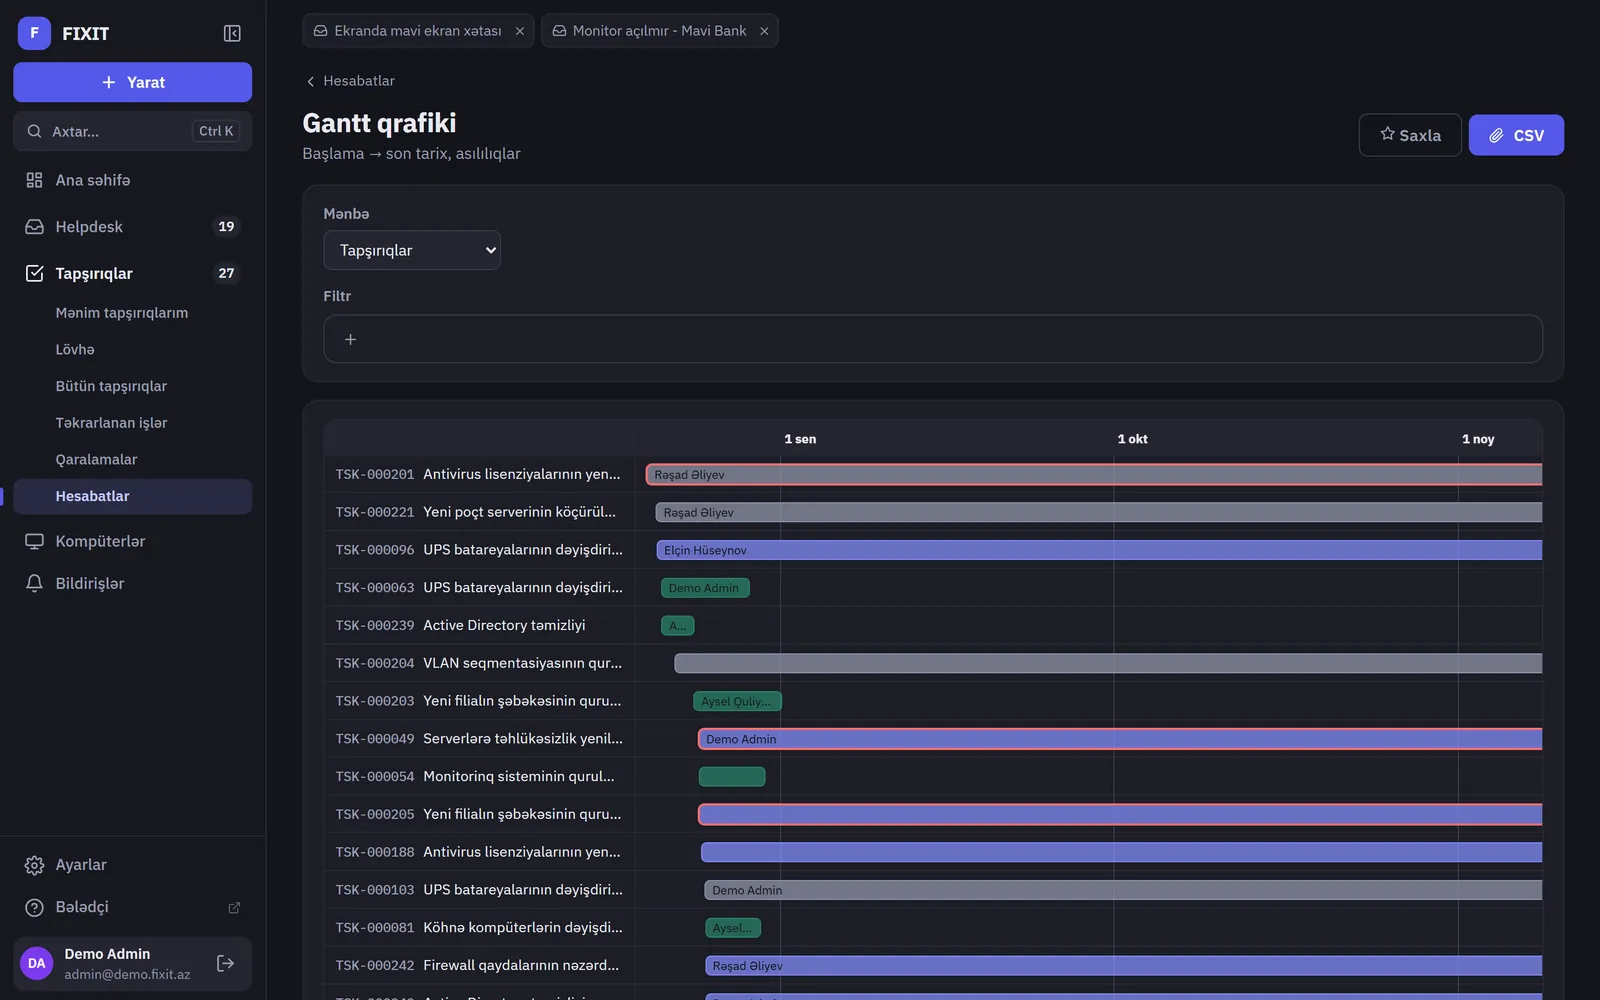 F FIXIT
Yarat
Axtar... Ctrl K
Ana səhifə
Helpdesk 19
Tapşırıqlar 27
Mənim tapşırıqlarım
Lövhə
Bütün tapşırıqlar
Təkrarlanan işlər
Qaralamalar
Hesabatlar
Kompüterlər
Bildirişlər
Ayarlar
Bələdçi
DA Demo Admin
admin@demo.fixit.az
Ekranda mavi ekran xətası
Monitor açılmır - Mavi Bank
Hesabatlar
Gantt qrafiki
Başlama → son tarix, asılılıqlar
Saxla
CSV
Mənbə
Tapşırıqlar
Filtr
1 sen 1 okt 1 noy
TSK-000201 Antivirus lisenziyalarının yen... Rəşad Əliyev
TSK-000221 Yeni poçt serverinin köçürül... Rəşad Əliyev
TSK-000096 UPS batareyalarının dəyişdiri... Elçin Hüseynov
TSK-000063 UPS batareyalarının dəyişdiri... Demo Admin
TSK-000239 Active Directory təmizliyi A...
TSK-000204 VLAN seqmentasiyasının qur...
TSK-000203 Yeni filialın şəbəkəsinin quru... Aysel Quliy...
TSK-000049 Serverlərə təhlükəsizlik yenil... Demo Admin
TSK-000054 Monitorinq sisteminin qurul...
TSK-000205 Yeni filialın şəbəkəsinin quru...
TSK-000188 Antivirus lisenziyalarının yen...
TSK-000103 UPS batareyalarının dəyişdiri... Demo Admin
TSK-000081 Köhnə kompüterlərin dəyişdi... Aysel...
TSK-000242 Firewall qaydalarının nəzərd... Rəşad Əliyev